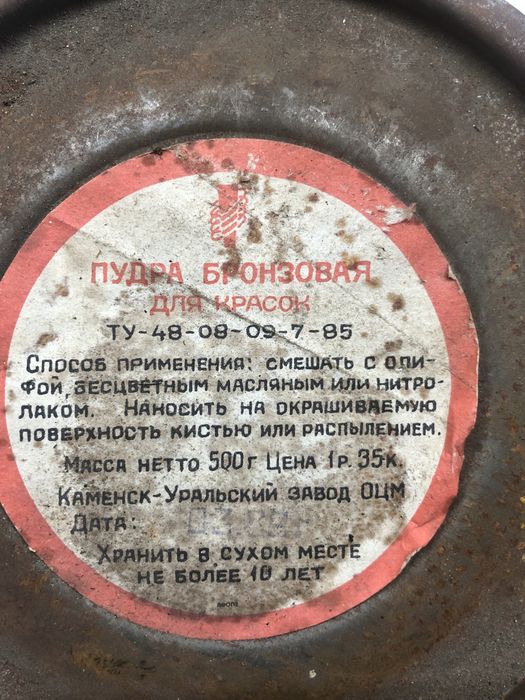 ПУДРА БРОНЗОВАЯ
ДЛЯ КРАСОК
ТУ-48-08-09-7-85
СПОСОБ ПРИМЕНЕНИЯ: СМЕШАТЬ С ОЛИ-
ФОЙ, БЕСЦВЕТНЫМ МАСЛЯНЫМ ИЛИ НИТРО-
ЛАКОМ. НАНОСИТЬ НА ОКРАШИВАЕМУЮ
ПОВЕРХНОСТЬ КИСТЬЮ ИЛИ РАСПЫЛЕНИЕМ.
МАССА НЕТТО 500г ЦЕНА 1р. 35к.
КАМЕНСК-УРАЛЬСКИЙ ЗАВОД ОЦМ
ДАТА:
ХРАНИТЬ В СУХОМ МЕСТЕ
НЕ БОЛЕЕ 10 ЛЕТ